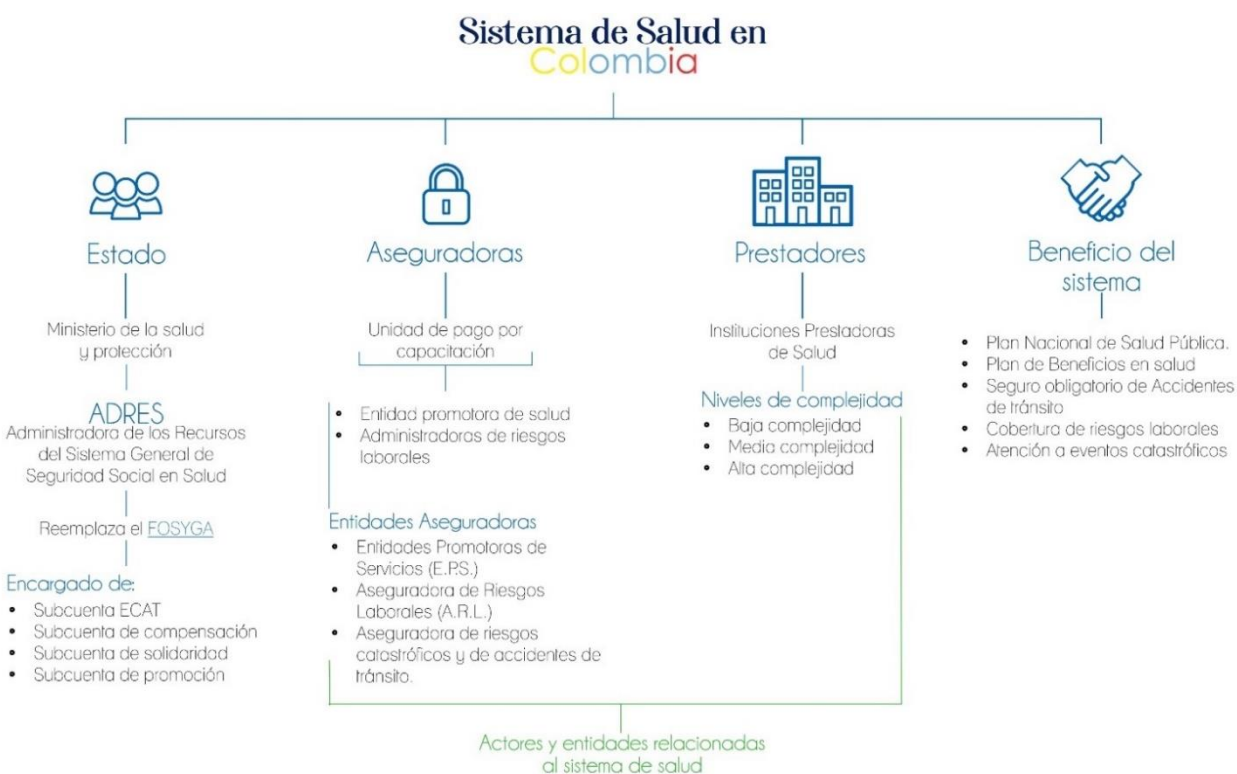 Sistema de Salud en
Colombia
Estado
Ministerio de la salud
y protección
ADRES
Administradora de los Recursos
del Sistema General de
Seguridad Social en Salud
Reemplaza el FOSYGA
Encargado de:
• Subcuenta ECAT
• Subcuenta de compensación
• Subcuenta de solidaridad
• Subcuenta de promoción
Aseguradoras
Unidad de pago por
capacitación
• Entidad promotora de salud
• Administradoras de riesgos
laborales
Entidades Aseguradoras
• Entidades Promotoras de
Servicios (E.P.S.)
• Aseguradora de Riesgos
Laborales (A.R.L.)
• Aseguradora de riesgos
catastróficos y de accidentes de
tránsito.
Prestadores
Instituciones Prestadoras
de Salud
Niveles de complejidad
• Baja complejidad
• Media complejidad
• Alta complejidad
Beneficio del
sistema
• Plan Nacional de Salud Pública.
• Plan de Beneficios en salud
• Seguro obligatorio de Accidentes
de tránsito
• Cobertura de riesgos laborales
• Atención a eventos catastróficos
Actores y entidades relacionadas
al sistema de salud